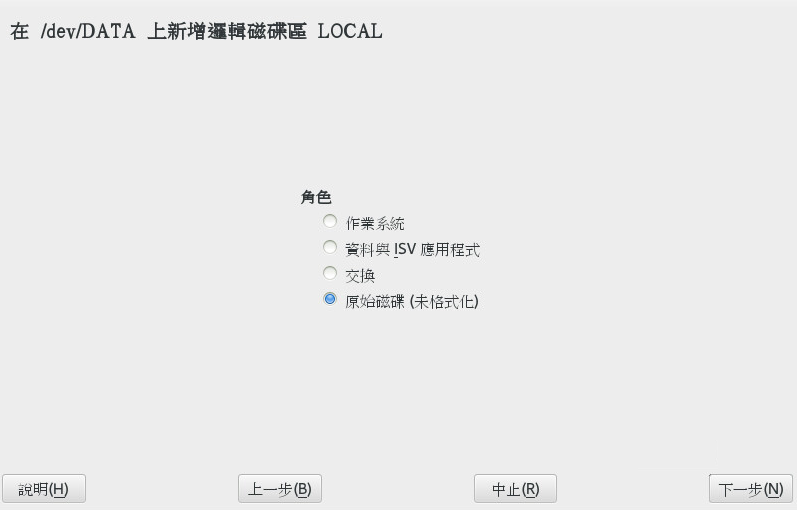 在 /dev/DATA 上新增邏輯磁碟區 LOCAL
角色
作業系統
資料與 ISV 應用程式
交換
原始磁碟 (未格式化)
說明(H) 上一步(B) 中止(R) 下一步(N)